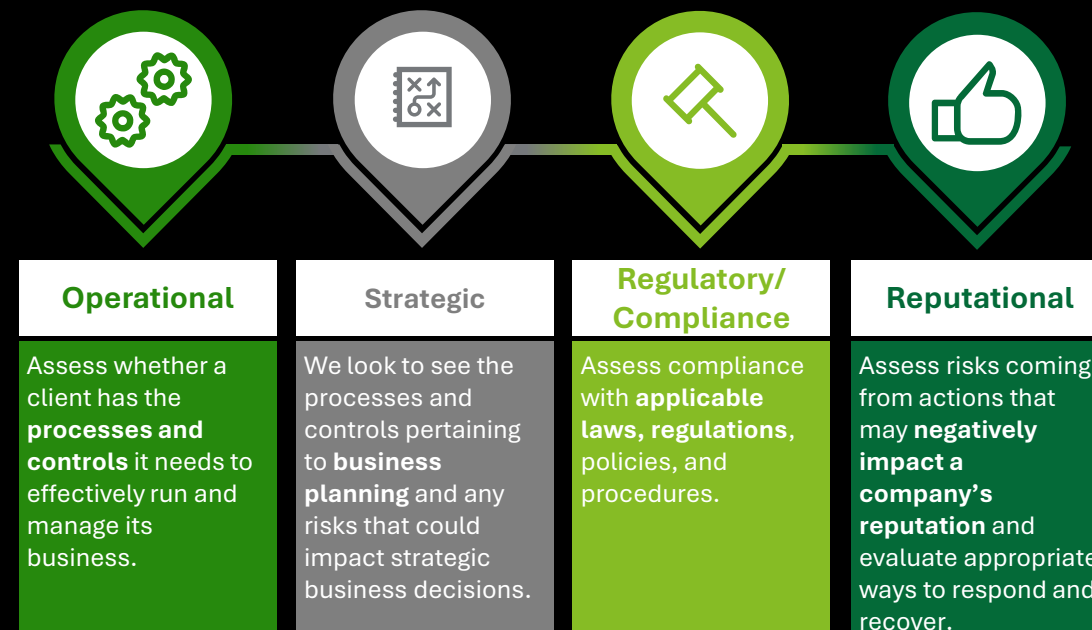 Operational
Assess whether a
client has the
processes and
controls it needs to
effectively run and
manage its
business.
Strategic
We look to see the
processes and
controls pertaining
to business
planning and any
risks that could
impact strategic
business decisions.
Regulatory/
Compliance
Assess compliance
with applicable
laws, regulations,
policies, and
procedures.
Reputational
Assess risks coming
from actions that
may negatively
impact a
company’s
reputation and
evaluate appropriate
ways to respond and
recover.